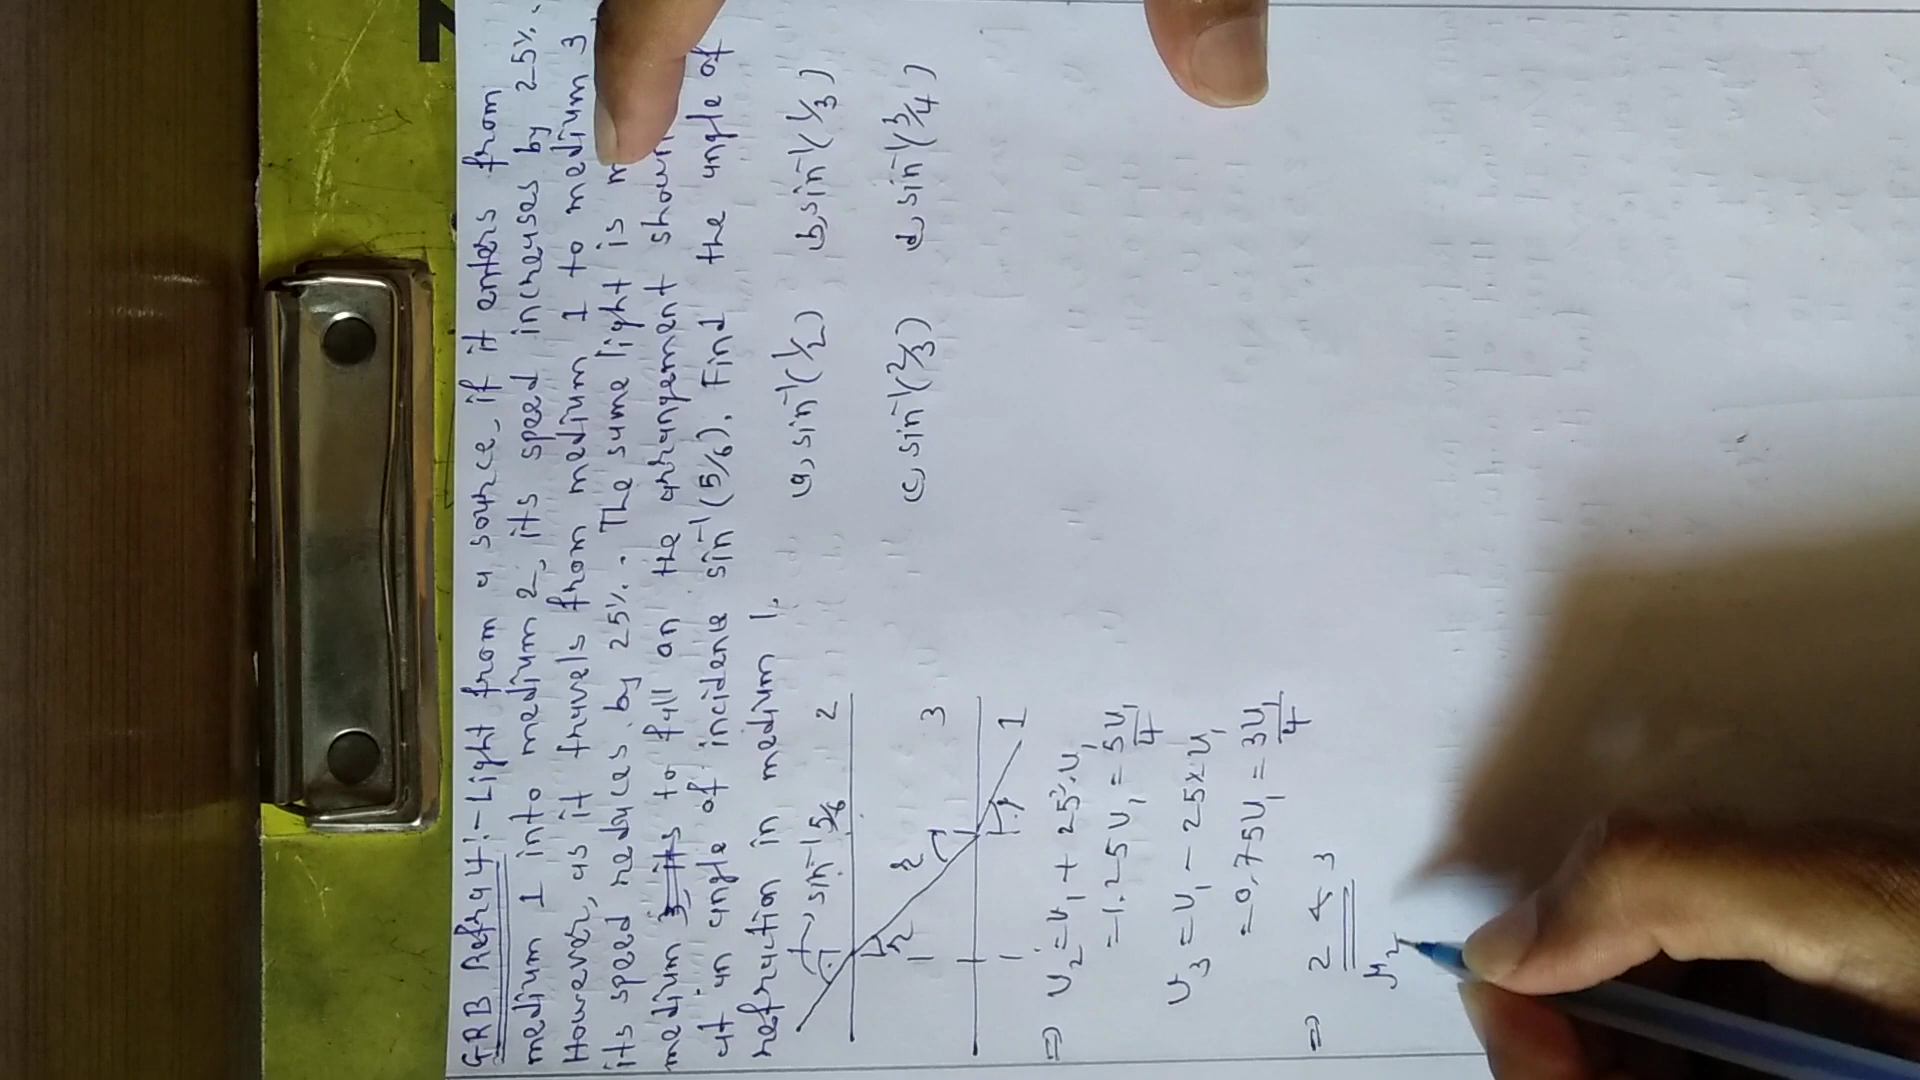 GRB Refray:- Light from a source, if it enters from
medium 1 into medium 2, its speed increases by 25%.
However, as it travels from medium 1 to medium 3
its speed reduces by 25%. The same light is
medium to fall on the arrangement shown
at an angle of incidence sin⁻¹(5/6). Find the angle of
refraction in medium 1.
(a) sin⁻¹(1/2) (b) sin⁻¹(1/3)
(c) sin⁻¹(2/3) (d) sin⁻¹(3/4)
sin⁻¹ 5/6 2
r r 3
1
⇒ v₂ = v₁ + 25% v₁
= 1.25 v₁ = 5v₁/4
v₃ = v₁ - 25% v₁
= 0.75 v₁ = 3v₁/4
⇒ 2 & 3
μ₂